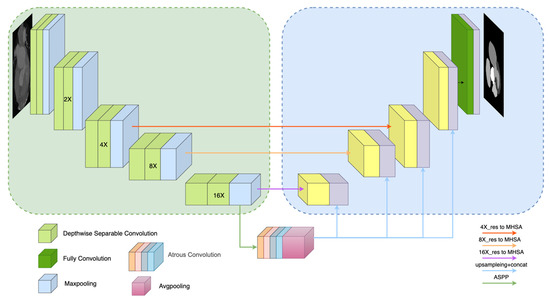 2X
4X
8X
16X
Depthwise Separable Convolution
Fully Convolution
Maxpooling
Atrous Convolution
Avgpooling
4X_res to MHSA
8X_res to MHSA
16X_res to MHSA
upsampleing+concat
ASPP